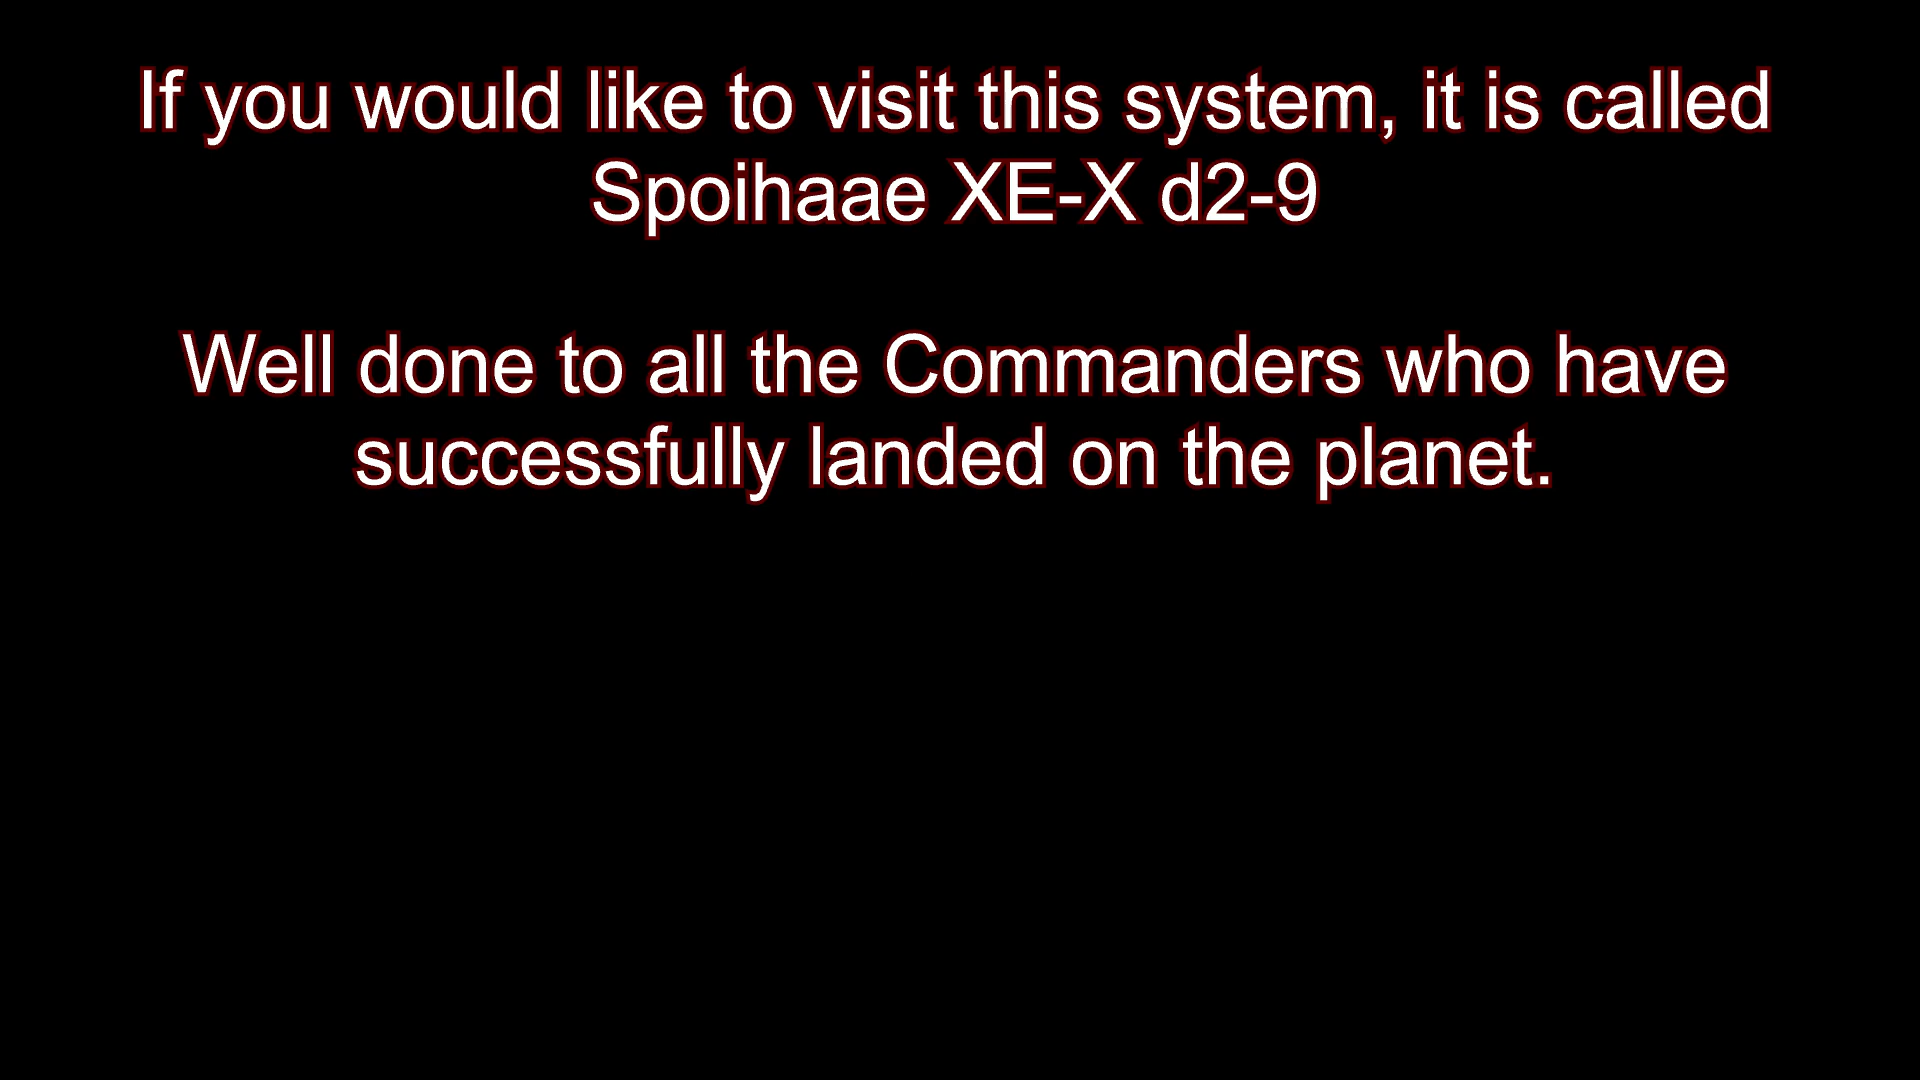 If you would like to visit this system, it is called
Spoihaae XE-X d2-9
Well done to all the Commanders who have
successfully landed on the planet.